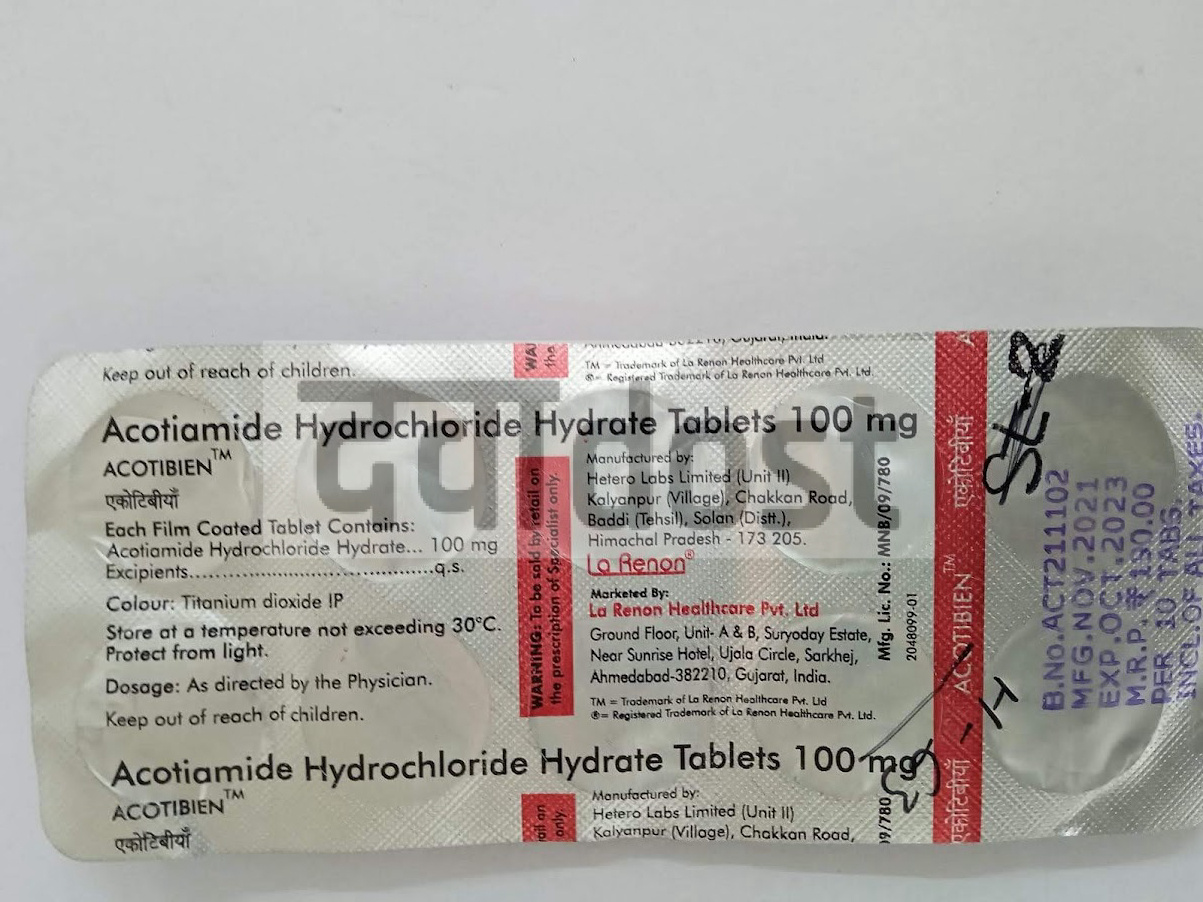 Keep out of reach of children.
Acotiamide Hydrochloride Hydrate Tablets 100 mg
ACOTIBIEN™
एकोटिबीयाँ
Each Film Coated Tablet Contains:
Acotiamide Hydrochloride Hydrate... 100 mg
Excipients.......................................q.s.
Colour: Titanium dioxide IP
Store at a temperature not exceeding 30°C.
Protect from light.
Dosage: As directed by the Physician.
Keep out of reach of children.
Acotiamide Hydrochloride Hydrate Tablets 100 mg
ACOTIBIEN™
एकोटिबीयाँ
WARNING: To be sold by retail on
the prescription of Specialist only.
the
only.
TM = Trademark of La Renon Healthcare Pvt. Ltd
®= Registered Trademark of La Renon Healthcare Pvt. Ltd.
Manufactured by:
Hetero Labs Limited (Unit II)
Kalyanpur (Village), Chakkan Road,
Baddi (Tehsil), Solan (Distt.),
Himachal Pradesh - 173 205.
La Renon®
Marketed By:
La Renon Healthcare Pvt. Ltd
Ground Floor, Unit- A & B, Suryoday Estate,
Near Sunrise Hotel, Ujala Circle, Sarkhej,
Ahmedabad-382210, Gujarat, India.
TM = Trademark of La Renon Healthcare Pvt. Ltd
®= Registered Trademark of La Renon Healthcare Pvt. Ltd.
Manufactured by:
Hetero Labs Limited (Unit II)
Kalyanpur (Village), Chakkan Road,
Mfg. Lic. No.: MNB/09/780
2048099-01
09/780
एकोटिबीयाँ ACOTIBIEN™ एकोटिबीयाँ A
B.No.ACT211102
MFG.NOV.2021
EXP.OCT.2023
M.R.P.₹130.00
PER 10 TABS.
INCL.OF ALL TAXES
दवाdost